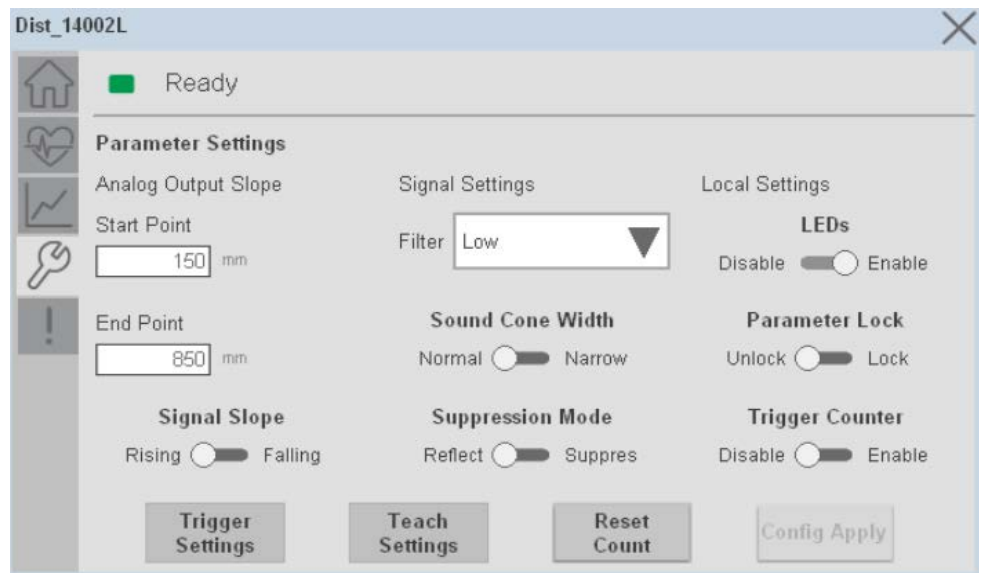 Dist_14002L
Ready
Parameter Settings
Analog Output Slope
Signal Settings
Local Settings
Start Point
150 mm
Filter Low
LEDs
Disable Enable
End Point
850 mm
Sound Cone Width
Normal Narrow
Parameter Lock
Unlock Lock
Signal Slope
Rising Falling
Suppression Mode
Reflect Suppres
Trigger Counter
Disable Enable
Trigger
Settings
Teach
Settings
Reset
Count
Config Apply